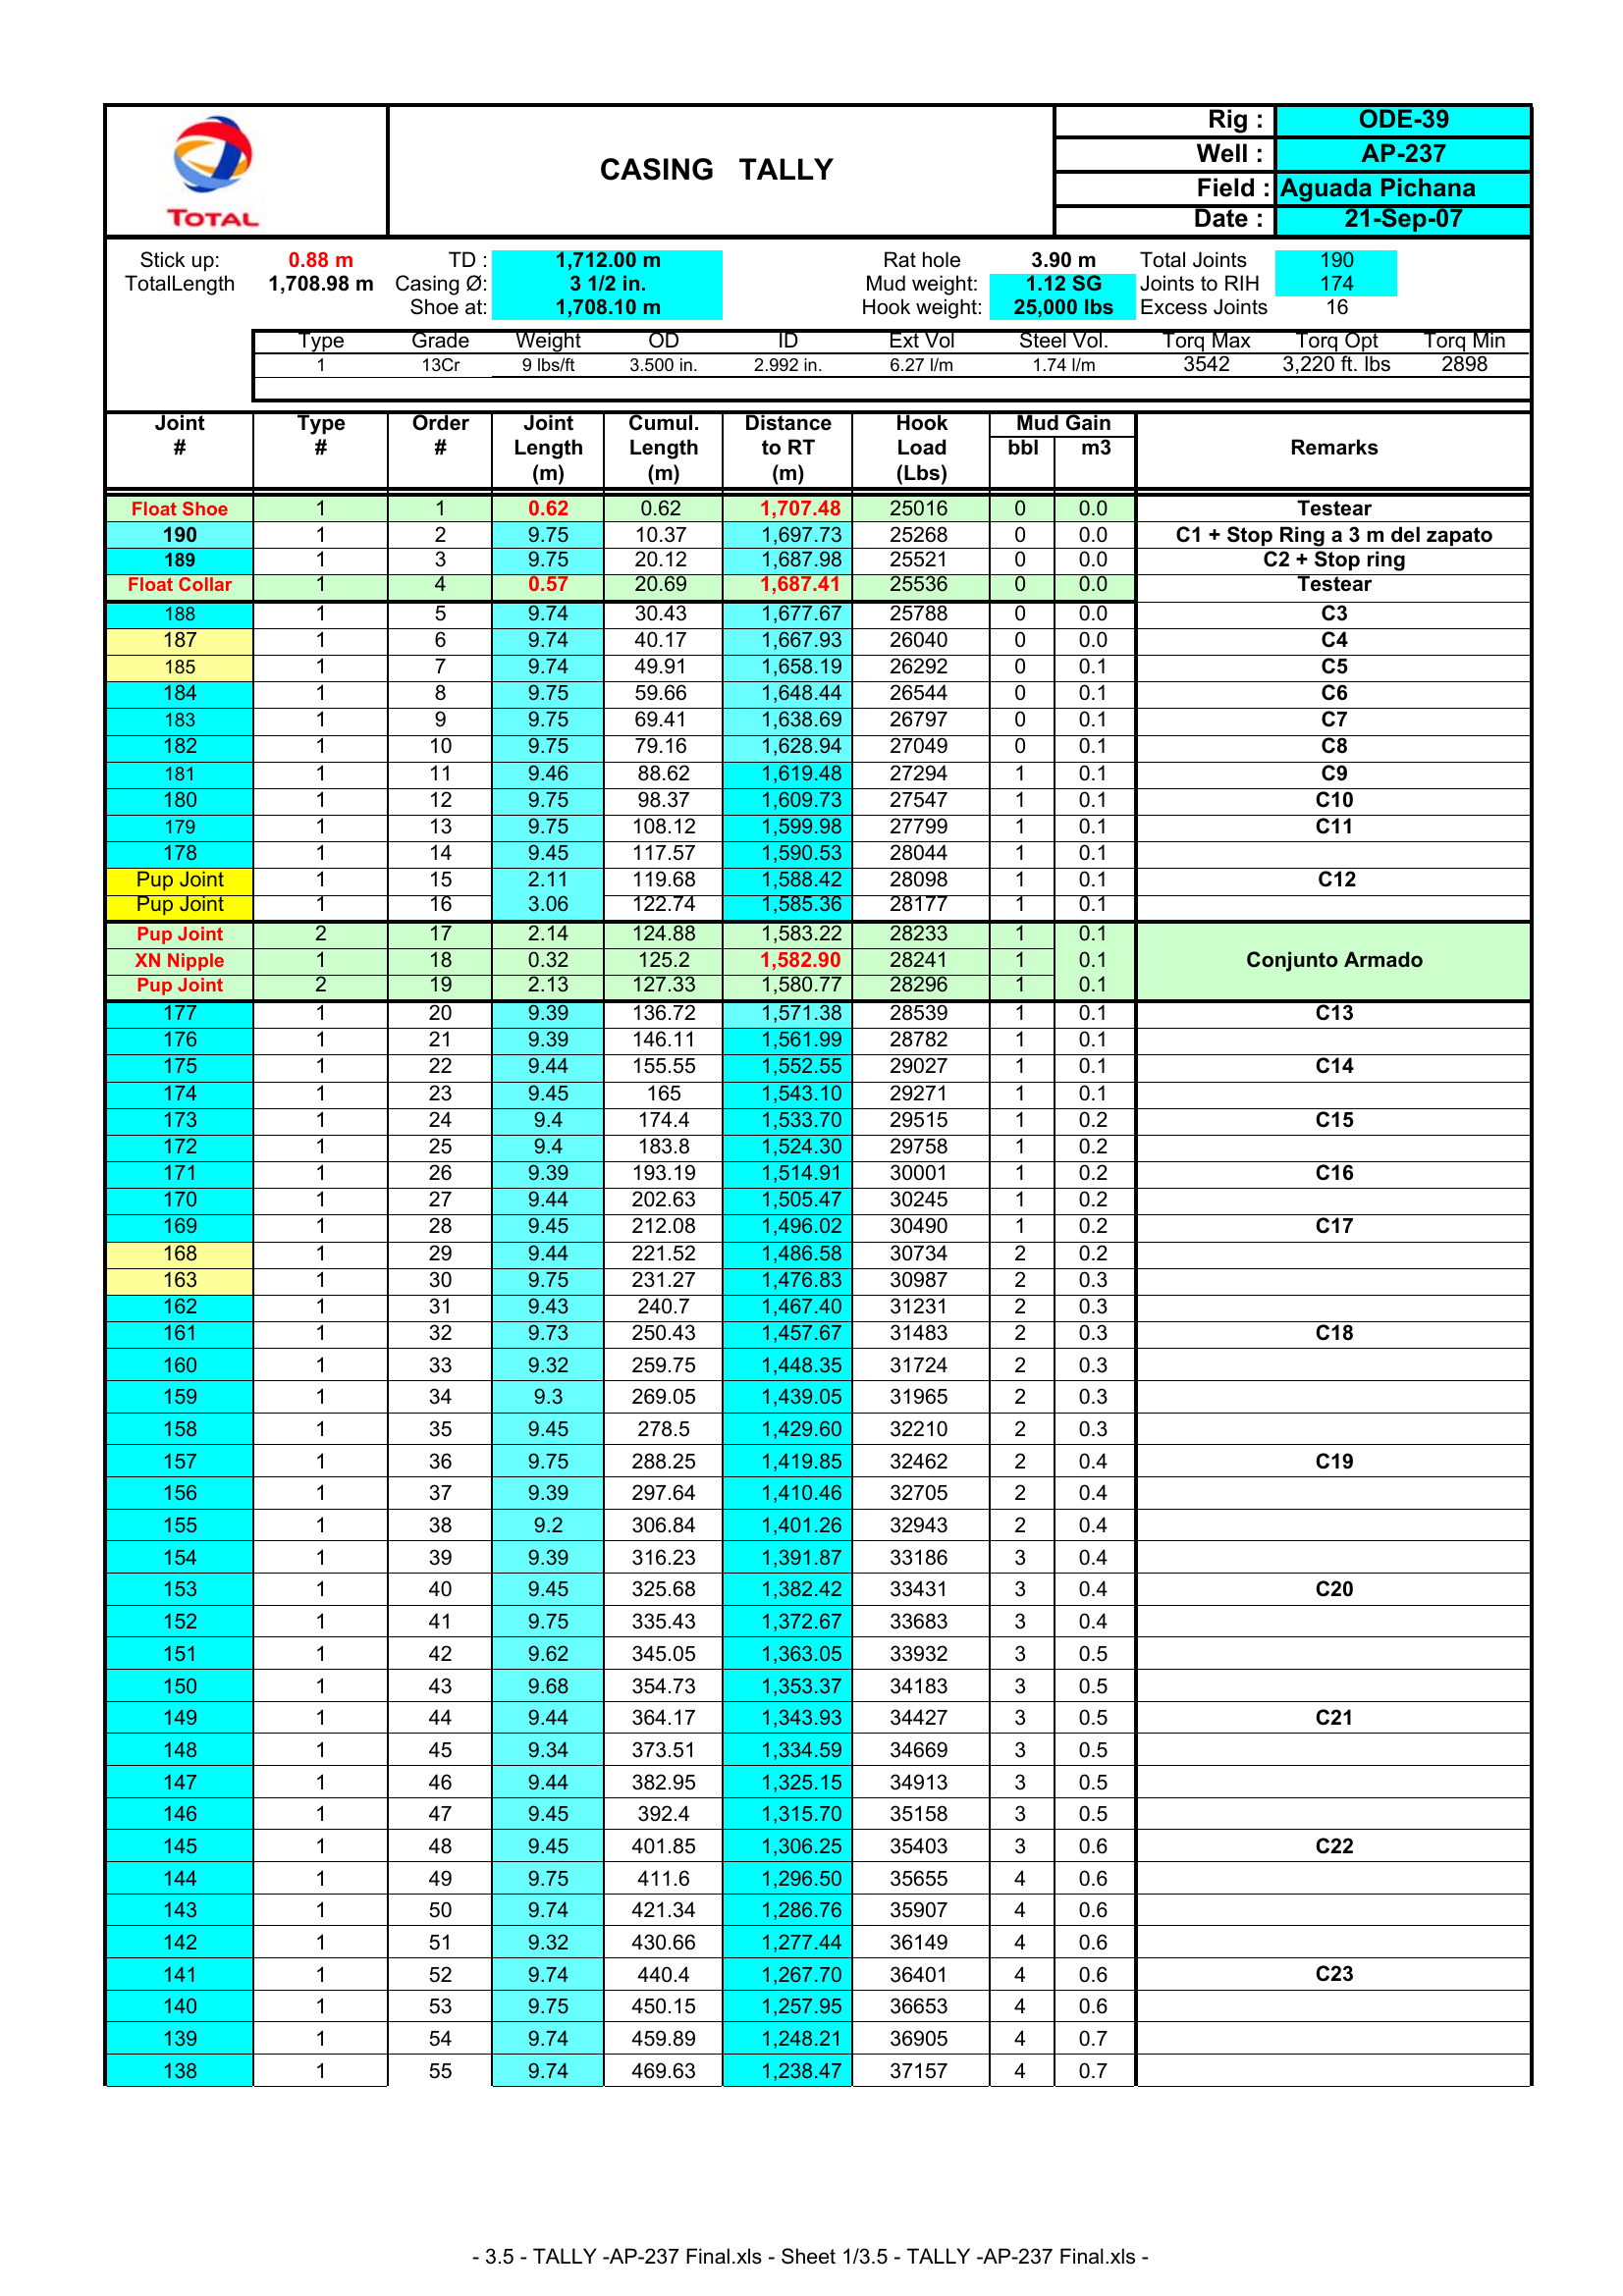 TOTAL
CASING TALLY
Rig : ODE-39
Well : AP-237
Field : Aguada Pichana
Date : 21-Sep-07
Stick up: 0.88 m TD : 1,712.00 m Rat hole 3.90 m Total Joints 190
TotalLength 1,708.98 m Casing Ø: 3 1/2 in. Mud weight: 1.12 SG Joints to RIH 174
Shoe at: 1,708.10 m Hook weight: 25,000 lbs Excess Joints 16
Type Grade Weight OD ID Ext Vol Steel Vol. Torq Max Torq Opt Torq Min
1 13Cr 9 lbs/ft 3.500 in. 2.992 in. 6.27 l/m 1.74 l/m 3542 3,220 ft. lbs 2898
Joint Type Order Joint Cumul. Distance Hook Mud Gain
# # # Length Length to RT Load bbl m3 Remarks
(m) (m) (m) (Lbs)
Float Shoe 1 1 0.62 0.62 1,707.48 25016 0 0.0 Testear
190 1 2 9.75 10.37 1,697.73 25268 0 0.0 C1 + Stop Ring a 3 m del zapato
189 1 3 9.75 20.12 1,687.98 25521 0 0.0 C2 + Stop ring
Float Collar 1 4 0.57 20.69 1,687.41 25536 0 0.0 Testear
188 1 5 9.74 30.43 1,677.67 25788 0 0.0 C3
187 1 6 9.74 40.17 1,667.93 26040 0 0.0 C4
185 1 7 9.74 49.91 1,658.19 26292 0 0.1 C5
184 1 8 9.75 59.66 1,648.44 26544 0 0.1 C6
183 1 9 9.75 69.41 1,638.69 26797 0 0.1 C7
182 1 10 9.75 79.16 1,628.94 27049 0 0.1 C8
181 1 11 9.46 88.62 1,619.48 27294 1 0.1 C9
180 1 12 9.75 98.37 1,609.73 27547 1 0.1 C10
179 1 13 9.75 108.12 1,599.98 27799 1 0.1 C11
178 1 14 9.45 117.57 1,590.53 28044 1 0.1
Pup Joint 1 15 2.11 119.68 1,588.42 28098 1 0.1 C12
Pup Joint 1 16 3.06 122.74 1,585.36 28177 1 0.1
Pup Joint 2 17 2.14 124.88 1,583.22 28233 1 0.1
XN Nipple 1 18 0.32 125.2 1,582.90 28241 1 0.1 Conjunto Armado
Pup Joint 2 19 2.13 127.33 1,580.77 28296 1 0.1
177 1 20 9.39 136.72 1,571.38 28539 1 0.1 C13
176 1 21 9.39 146.11 1,561.99 28782 1 0.1
175 1 22 9.44 155.55 1,552.55 29027 1 0.1 C14
174 1 23 9.45 165 1,543.10 29271 1 0.1
173 1 24 9.4 174.4 1,533.70 29515 1 0.2 C15
172 1 25 9.4 183.8 1,524.30 29758 1 0.2
171 1 26 9.39 193.19 1,514.91 30001 1 0.2 C16
170 1 27 9.44 202.63 1,505.47 30245 1 0.2
169 1 28 9.45 212.08 1,496.02 30490 1 0.2 C17
168 1 29 9.44 221.52 1,486.58 30734 2 0.2
163 1 30 9.75 231.27 1,476.83 30987 2 0.3
162 1 31 9.43 240.7 1,467.40 31231 2 0.3
161 1 32 9.73 250.43 1,457.67 31483 2 0.3 C18
160 1 33 9.32 259.75 1,448.35 31724 2 0.3
159 1 34 9.3 269.05 1,439.05 31965 2 0.3
158 1 35 9.45 278.5 1,429.60 32210 2 0.3
157 1 36 9.75 288.25 1,419.85 32462 2 0.4 C19
156 1 37 9.39 297.64 1,410.46 32705 2 0.4
155 1 38 9.2 306.84 1,401.26 32943 2 0.4
154 1 39 9.39 316.23 1,391.87 33186 3 0.4
153 1 40 9.45 325.68 1,382.42 33431 3 0.4 C20
152 1 41 9.75 335.43 1,372.67 33683 3 0.4
151 1 42 9.62 345.05 1,363.05 33932 3 0.5
150 1 43 9.68 354.73 1,353.37 34183 3 0.5
149 1 44 9.44 364.17 1,343.93 34427 3 0.5 C21
148 1 45 9.34 373.51 1,334.59 34669 3 0.5
147 1 46 9.44 382.95 1,325.15 34913 3 0.5
146 1 47 9.45 392.4 1,315.70 35158 3 0.5
145 1 48 9.45 401.85 1,306.25 35403 3 0.6 C22
144 1 49 9.75 411.6 1,296.50 35655 4 0.6
143 1 50 9.74 421.34 1,286.76 35907 4 0.6
142 1 51 9.32 430.66 1,277.44 36149 4 0.6
141 1 52 9.74 440.4 1,267.70 36401 4 0.6 C23
140 1 53 9.75 450.15 1,257.95 36653 4 0.6
139 1 54 9.74 459.89 1,248.21 36905 4 0.7
138 1 55 9.74 469.63 1,238.47 37157 4 0.7
- 3.5 - TALLY -AP-237 Final.xls - Sheet 1/3.5 - TALLY -AP-237 Final.xls -